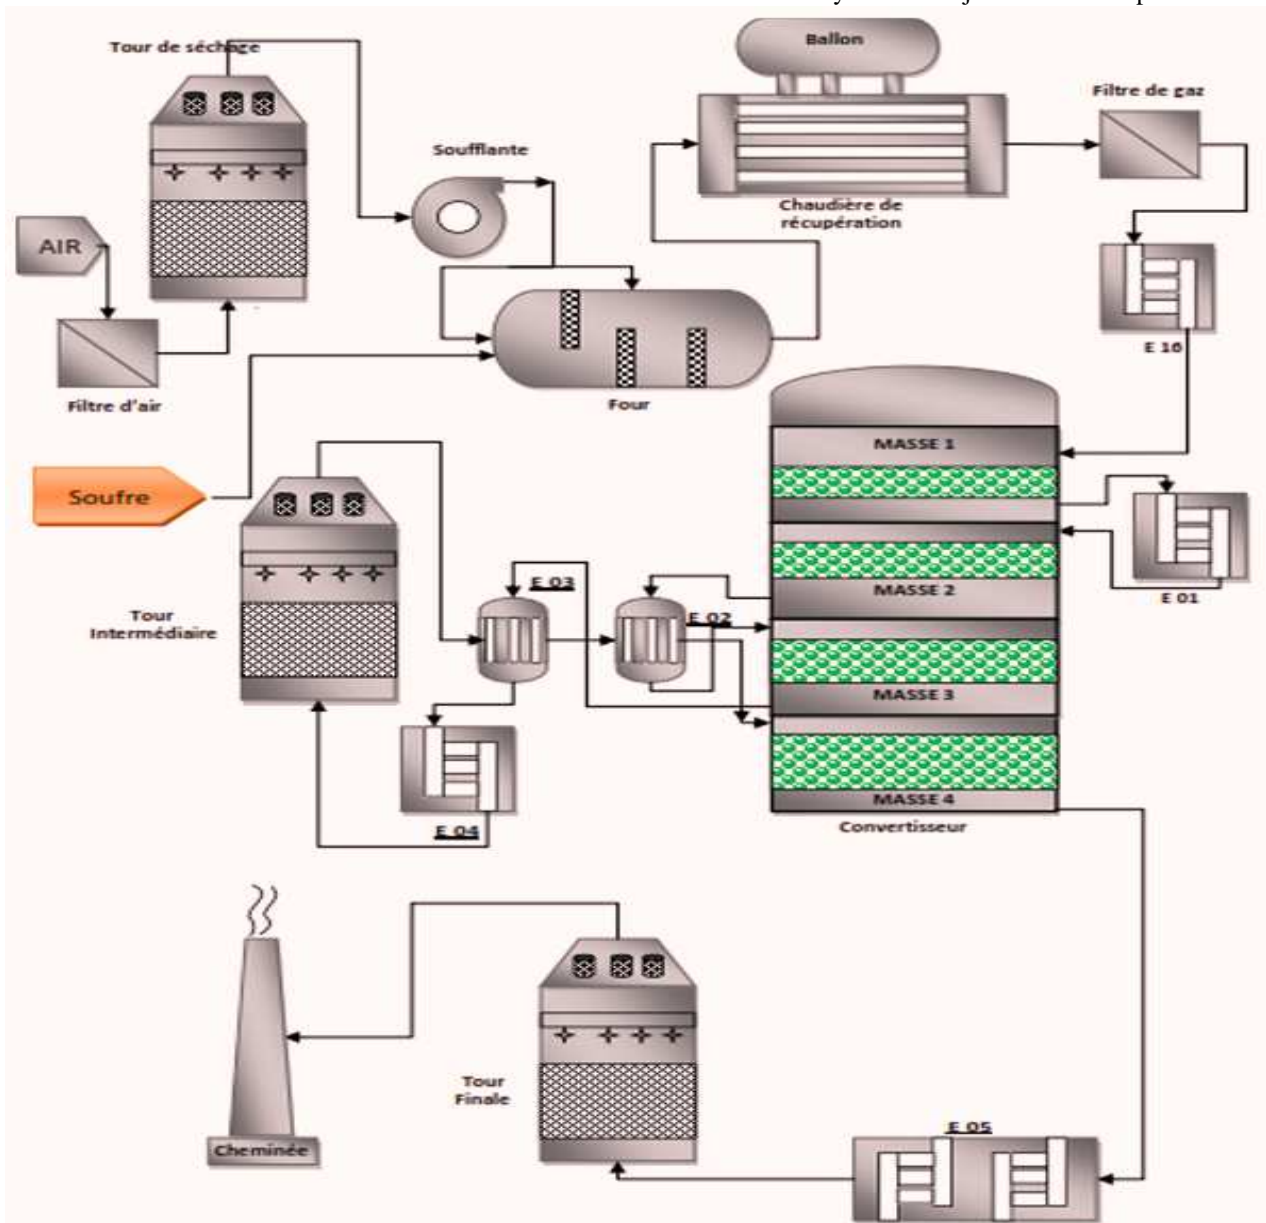 Tour de séchage
Ballon
Filtre de gaz
Soufflante
Chaudière de
récupération
AIR
E 16
Filtre d'air
Four
MASSE 1
Soufre
E 03
MASSE 2
E 01
Tour
Intermédiaire
E 02
MASSE 3
MASSE 4
E 04
Convertisseur
Tour
Finale
E 05
Cheminée